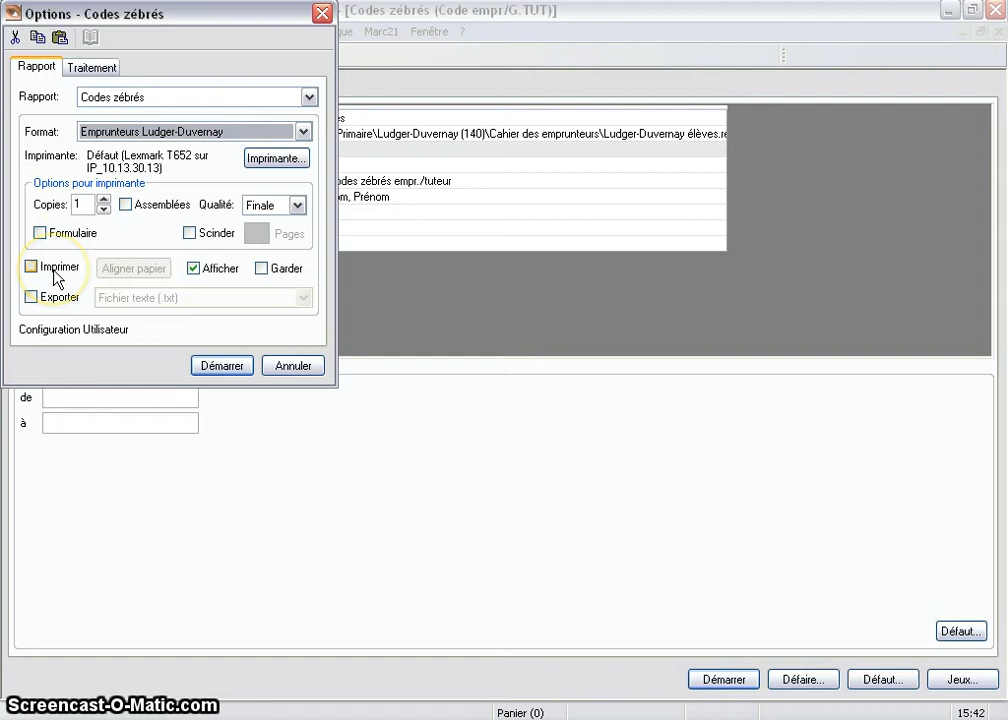 Options - Codes zébrés
[Codes zébrés (Code empr/G.TUT)]
que Marc21 Fenêtre ?
Rapport Traitement
Rapport: Codes zébrés
Format: Emprunteurs Ludger-Duvernay
Imprimante: Défaut (Lexmark T652 sur
IP_10.13.30.13)
Imprimante...
Options pour imprimante
Copies: 1 Assemblées Qualité: Finale
Formulaire Scinder Pages
Imprimer Aligner papier Afficher Garder
Exporter Fichier texte (.txt)
Configuration Utilisateur
Démarrer Annuler
es
Primaire\Ludger-Duvernay (140)\Cahier des emprunteurs\Ludger-Duvernay élèves.re
odes zébrés empr./tuteur
om, Prénom
de
à
Défaut...
Démarrer Défaire... Défaut... Jeux...
Screencast-O-Matic.com
Panier (0) 15:42